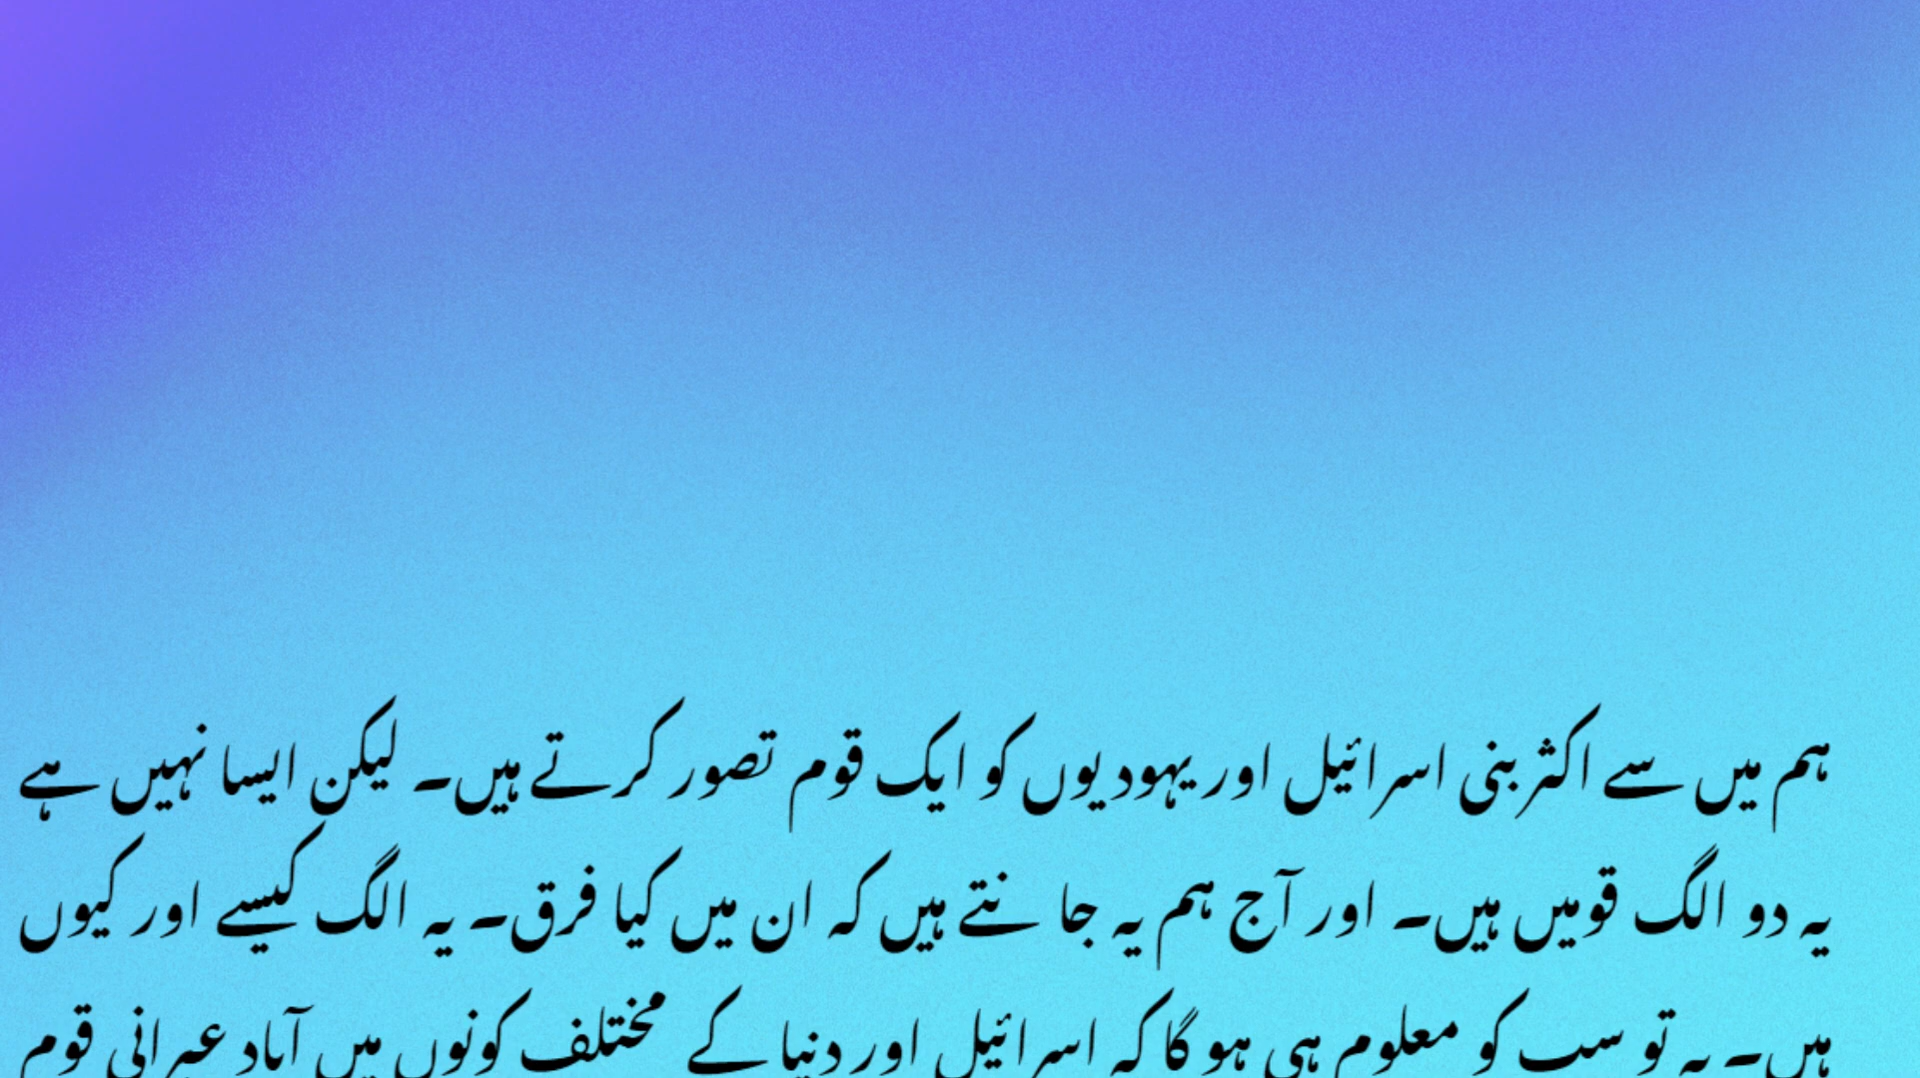 ہم میں سے اکثر بنی اسرائیل اور یہودیوں کو ایک قوم تصور کرتے ہیں۔ لیکن ایسا نہیں ہے
یہ دو الگ قومیں ہیں۔ اور آج ہم یہ جا نتے ہیں کہ ان میں کیا فرق۔ یہ الگ کیسے اور کیوں
ہیں۔ یہ تو سب کو معلوم ہی ہو گا کہ اسرائیل اور دنیا کے مختلف کونوں میں آباد عبرانی قوم